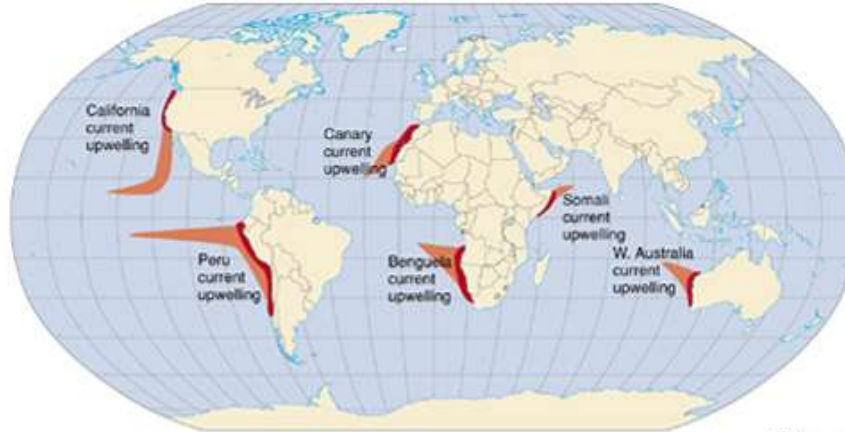 California
current
upwelling
Canary
current
upwelling
Somali
current
upwelling
Peru
current
upwelling
Benguela
current
upwelling
W. Australia
current
upwelling